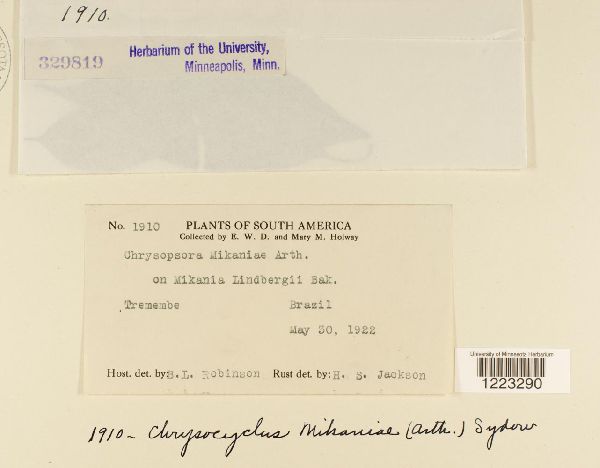 1910.
329819
Herbarium of the University,
Minneapolis, Minn.
No. 1910 PLANTS OF SOUTH AMERICA
Collected by E. W. D. and Mary M. Holway
Chrysopsora Mikaniae Arth.
on Mikania Lindbergii Bak.
Tremembe Brazil
May 30, 1922
Host. det. by: B.L. Robinson Rust det. by: H. S. Jackson
University of Minnesota Herbarium
1223290
1910- Chrysocyclus Mikaniae (Arth.) Sydow